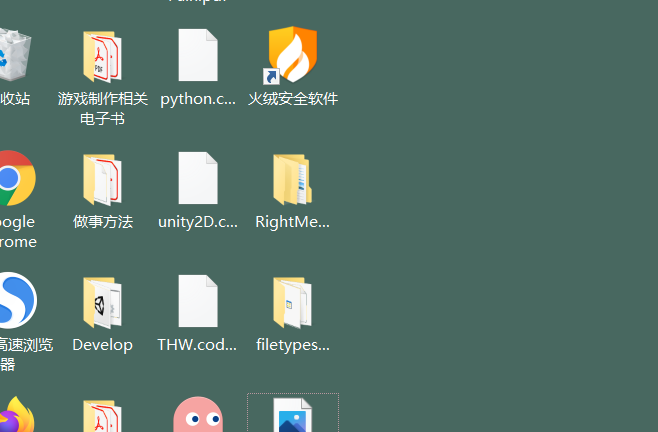 收站
游戏制作相关
电子书
python.c...
火绒安全软件
oogle
rome
做事方法
unity2D.c...
RightMe...
高速浏览
器
Develop
THW.cod...
filetypes...